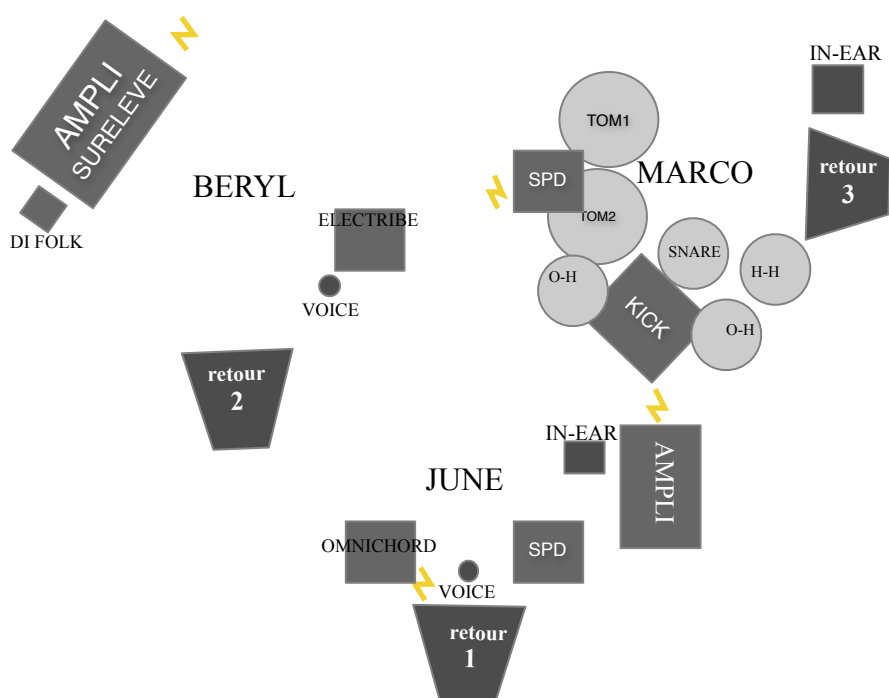 IN-EAR
AMPLI
SURELEVE
TOM1
SPD
MARCO
retour
3
BERYL
DI FOLK
ELECTRIBE
TOM2
SNARE
O-H
H-H
VOICE
KICK
O-H
retour
2
IN-EAR
AMPLI
JUNE
OMNICHORD
SPD
VOICE
retour
1